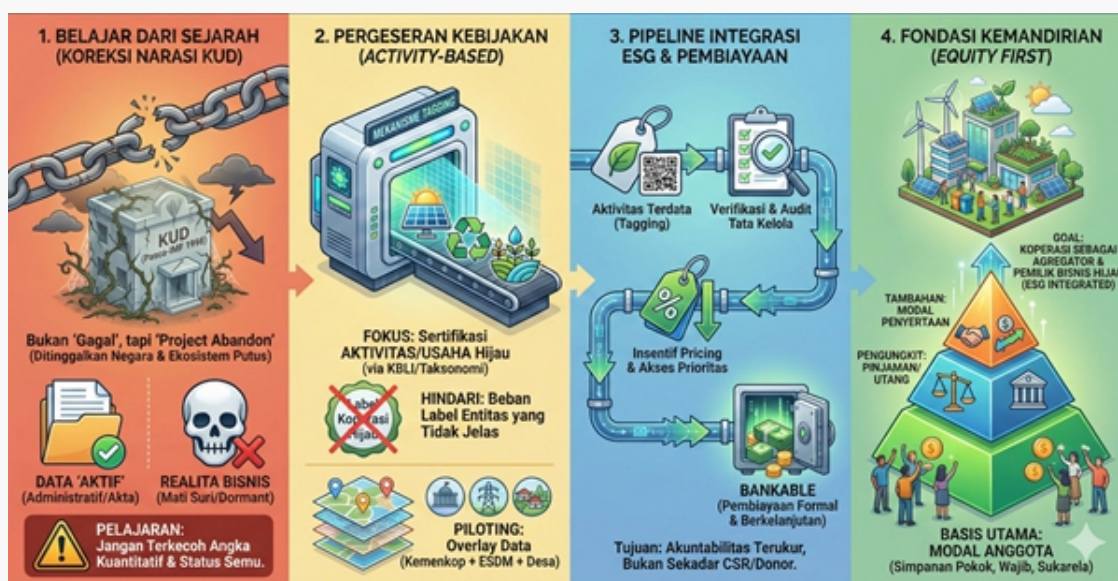 1. BELAJAR DARI SEJARAH
(KOREKSI NARASI KUD)
KUD
(Pasca-IMF 1998)
Bukan 'Gagal', tapi 'Project Abandon'
(Ditinggalkan Negara & Ekosistem Putus)
DATA 'AKTIF'
(Administratif/Akta)
REALITA BISNIS
(Mati Suri/Dormant)
PELAJARAN:
Jangan Terkecoh Angka
Kuantitatif & Status Semu.
2. PERGESERAN KEBIJAKAN
(ACTIVITY-BASED)
MEKANISME TAGGING
FOKUS: Sertifikasi
AKTIVITAS/USAHA Hijau
(via KBLI/Taksonomi)
Label
Koperasi
Hijau
HINDARI: Beban
Label Entitas yang
Tidak Jelas
PILOTING:
Overlay Data
(Kemenkop + ESDM + Desa)
3. PIPELINE INTEGRASI
ESG & PEMBIAYAAN
Aktivitas Terdata
(Tagging)
Verifikasi & Audit
Tata Kelola
%
Insentif Pricing
& Akses Prioritas
BANKABLE
(Pembiayaan Formal
& Berkelanjutan)
Tujuan: Akuntabilitas Terukur,
Bukan Sekadar CSR/Donor.
4. FONDASI KEMANDIRIAN
(EQUITY FIRST)
GOAL:
KOPERASI SEBAGAI
AGREGATOR &
PEMILIK BISNIS HIJAU
(ESG INTEGRATED)
TAMBAHAN:
MODAL
PENYERTAAN
PENGUNGKIT:
PINJAMAN/
UTANG
BASIS UTAMA:
MODAL ANGGOTA
(Simpanan Pokok, Wajib, Sukarela)